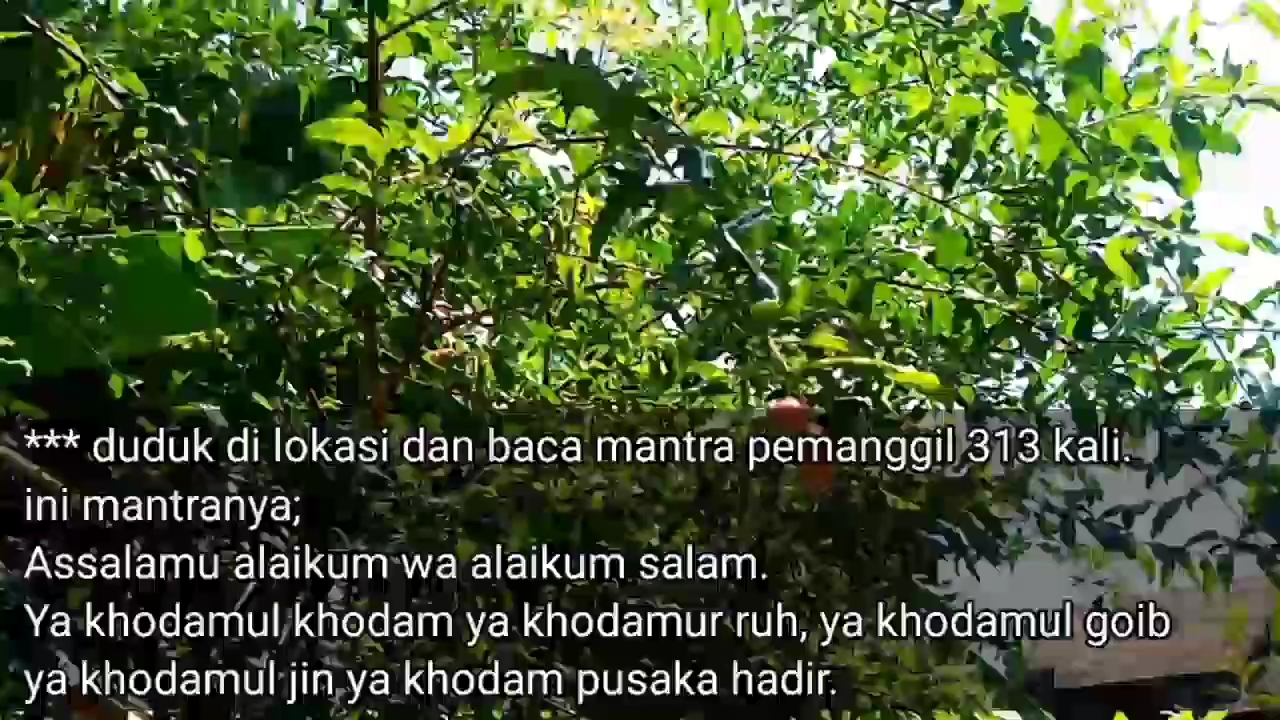 *** duduk di lokasi dan baca mantra pemanggil 313 kali.
ini mantranya;
Assalamu alaikum wa alaikum salam.
Ya khodamul khodam ya khodamur ruh, ya khodamul goib
ya khodamul jin ya khodam pusaka hadir.